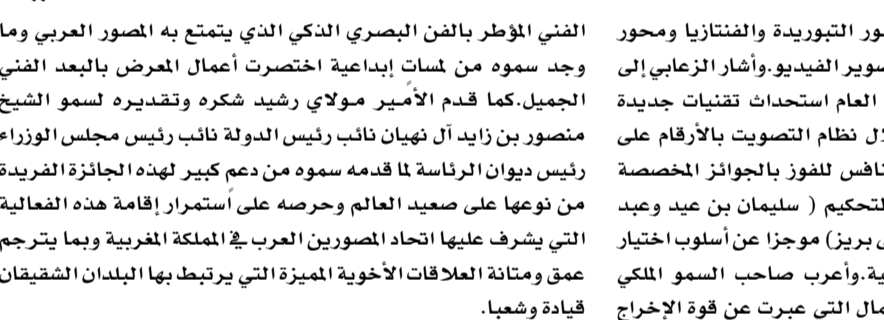 ور التبوريدة والفنتازيا ومحور
سوير الفيديو.وأشار الزعابي إلى
العام استحداث تقنيات جديدة
ل نظام التصويت بالأرقام على
نافس للفوز بالجوائز المخصصة
لتحكيم ( سليمان بن عيد وعبد
بريز) موجزا عن أسلوب اختيار
ية.وأعرب صاحب السمو الملكي
مال التي عبرت عن قوة الإخراج
الفني المؤطر بالفن البصري الذكي الذي يتمتع به المصور العربي وما
وجد سموه من لمسات إبداعية اختصرت أعمال المعرض بالبعد الفني
الجميل.كما قدم الأمير مولاي رشيد شكره وتقديره لسمو الشيخ
منصور بن زايد آل نهيان نائب رئيس الدولة نائب رئيس مجلس الوزراء
رئيس ديوان الرئاسة لما قدمه سموه من دعم كبير لهذه الجائزة الفريدة
من نوعها على صعيد العالم وحرصه على أستمرار إقامة هذه الفعالية
التي يشرف عليها اتحاد المصورين العرب في المملكة المغربية وبما يترجم
عمق ومتانة العلاقات الأخوية المميزة التي يرتبط بها البلدان الشقيقان
قيادة وشعبا.